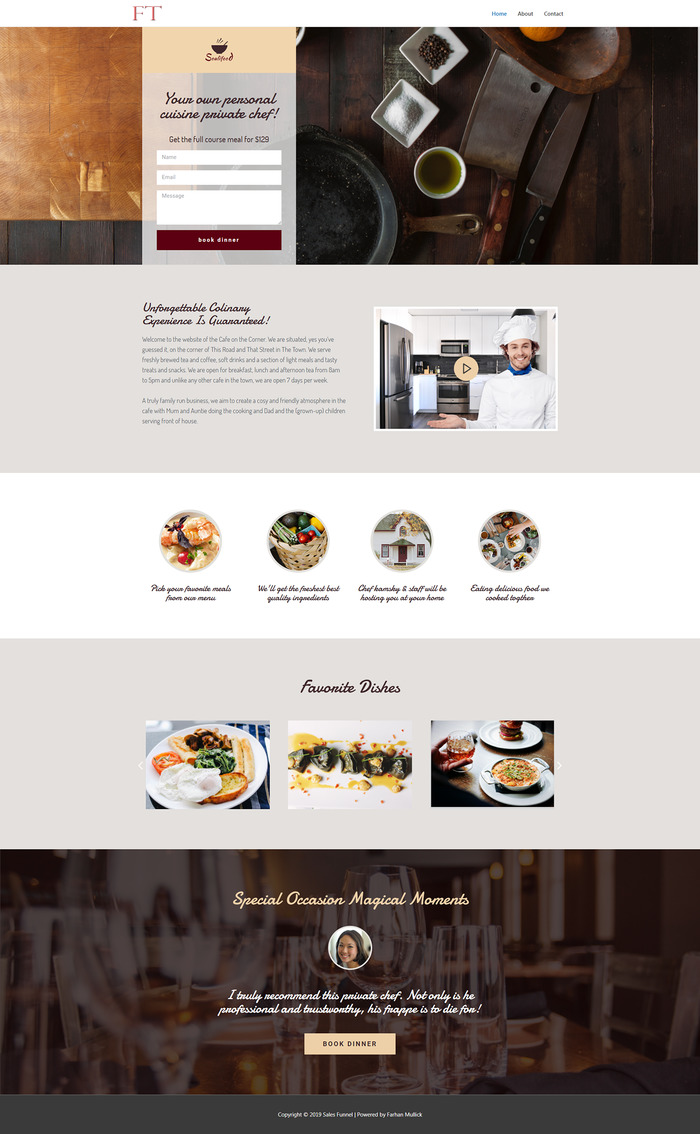 FT
Home About Contact
Soulifood
Your own personal
cuisine private chef!
Get the full course meal for $129
Name
Email
Message
book dinner
Unforgettable Colinary
Experience Is Guaranteed!
Welcome to the website of the Cafe on the Corner. We are situated, yes you've
guessed it, on the corner of This Road and That Street in The Town. We serve
freshly brewed tea and coffee, soft drinks and a section of light meals and tasty
treats and snacks. We are open for breakfast, lunch and afternoon tea from 8am
to 5pm and unlike any other cafe in the town, we are open 7 days per week.
A truly family run business, we aim to create a cosy and friendly atmosphere in the
cafe with Mum and Auntie doing the cooking and Dad and the (grown-up) children
serving front of house.
Pick your favorite meals
from our menu
We'll get the freshest best
quality ingredients
Chef kamsky & staff will be
hosting you at your home
Eating delicious food we
cooked togther
Favorite Dishes
Special Occasion Magical Moments
I truly recommend this private chef. Not only is he
professional and trustworthy, his frappe is to die for!
BOOK DINNER
Copyright © 2019 Sales Funnel | Powered by Farhan Mullick